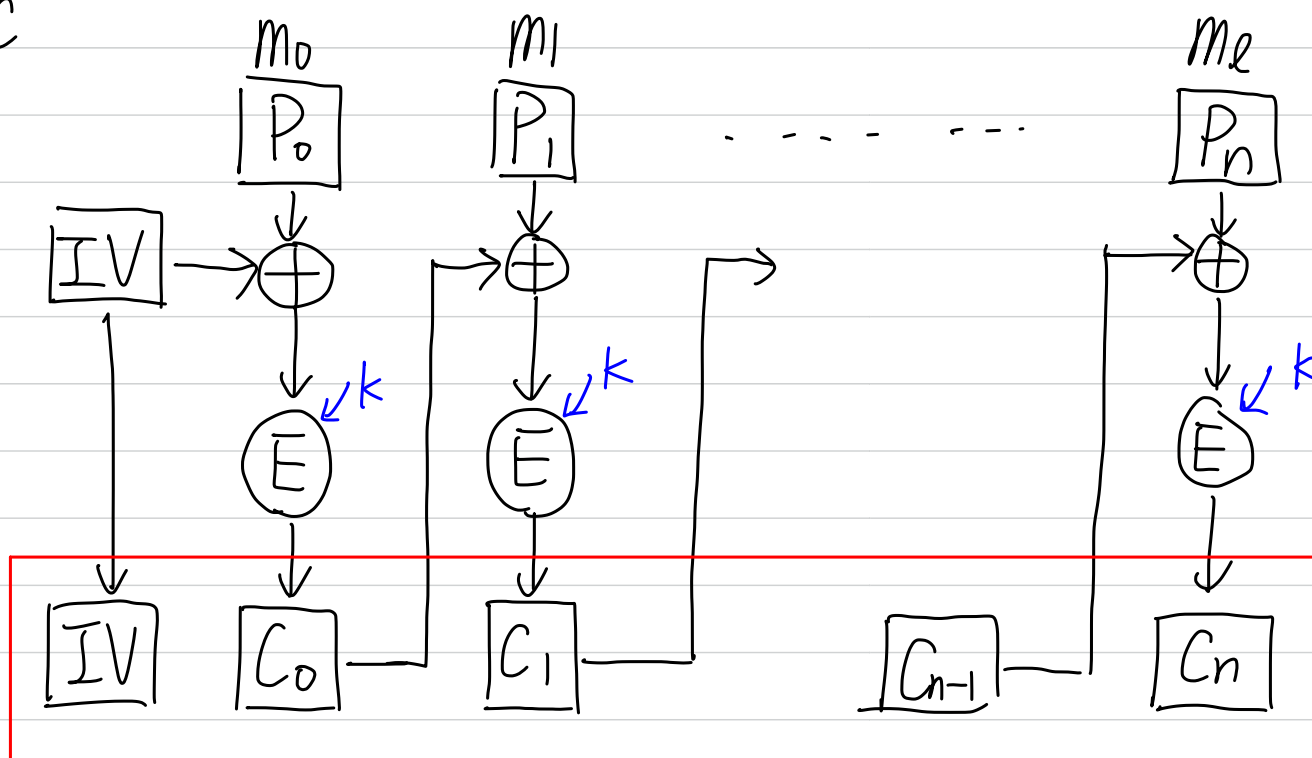 m₀ m1 mℓ
P₀ P₁ Pₙ
IV
k k k
E E E
IV C₀ C₁ Cₙ₋₁ Cₙ